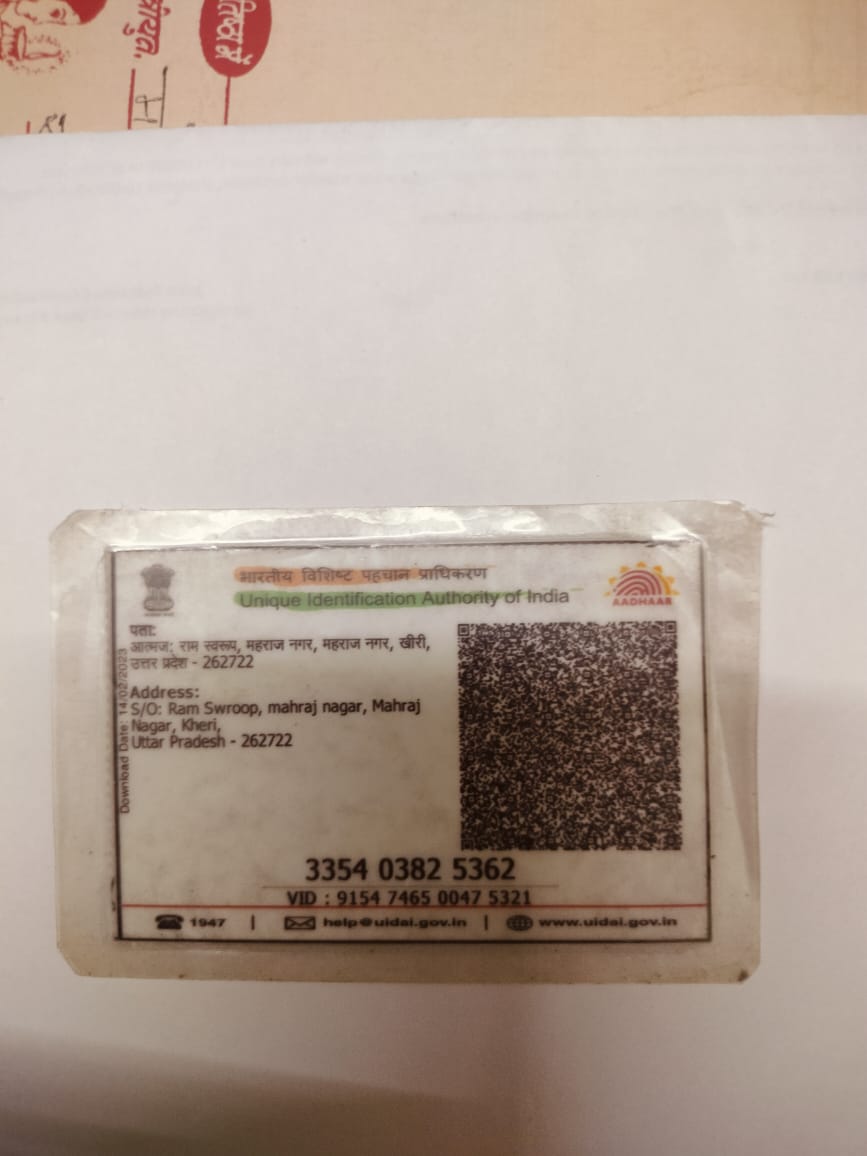 भारतीय विशिष्ट पहचान प्राधिकरण
Unique Identification Authority of India
AADHAAR
पता:
आत्मज: राम स्वरूप, महराज नगर, महराज नगर, खीरी,
उत्तर प्रदेश - 262722
Address:
S/O: Ram Swroop, mahraj nagar, Mahraj
Nagar, Kheri,
Uttar Pradesh - 262722
Download Date: 14/02/2023
3354 0382 5362
VID : 9154 7465 0047 5321
1947 | help@uidai.gov.in | www.uidai.gov.in